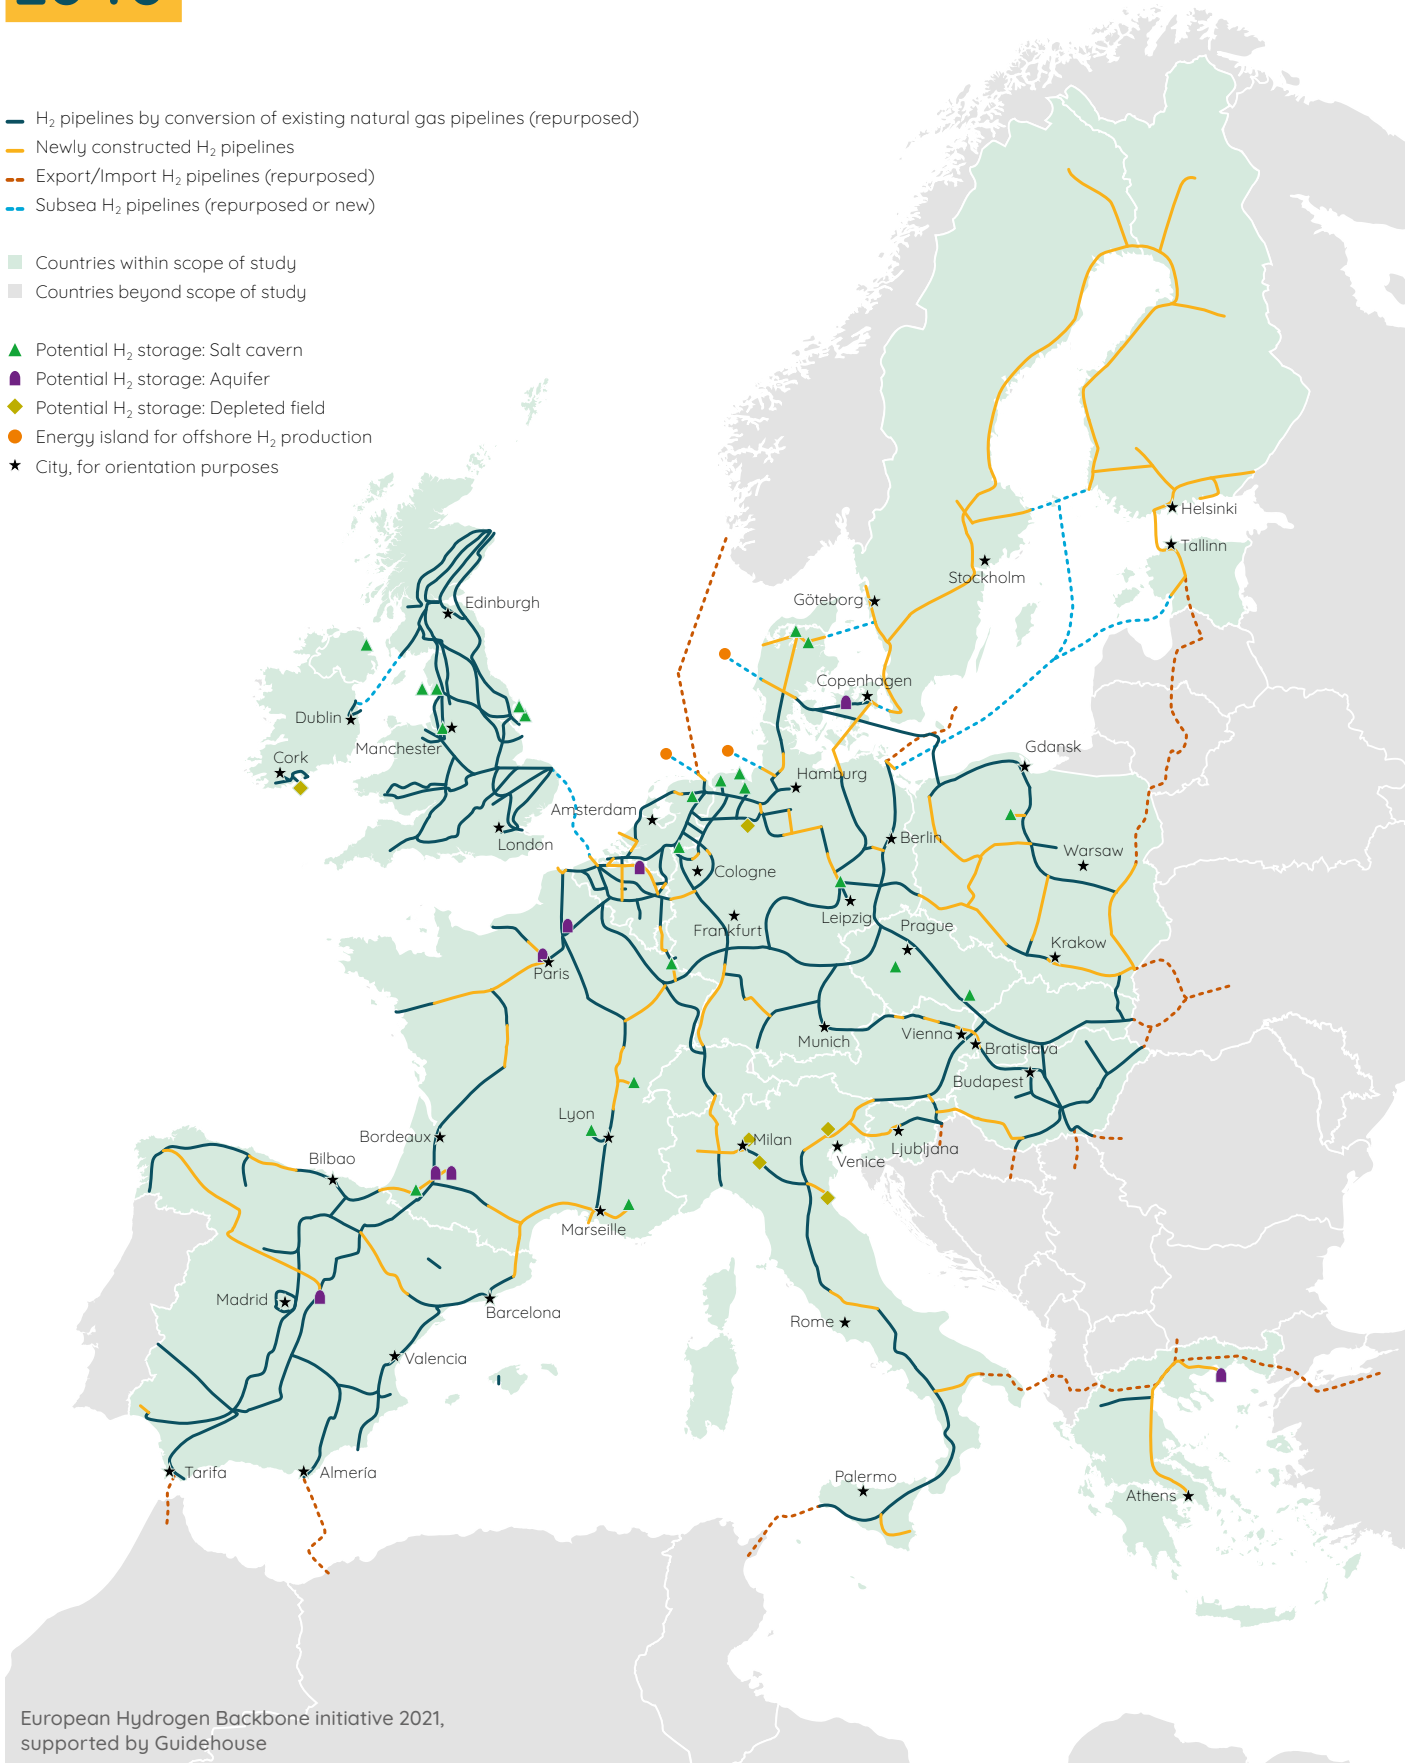 H₂ pipelines by conversion of existing natural gas pipelines (repurposed)
Newly constructed H₂ pipelines
Export/Import H₂ pipelines (repurposed)
Subsea H₂ pipelines (repurposed or new)
Countries within scope of study
Countries beyond scope of study
Potential H₂ storage: Salt cavern
Potential H₂ storage: Aquifer
Potential H₂ storage: Depleted field
Energy island for offshore H₂ production
City, for orientation purposes
Helsinki
Tallinn
Stockholm
Göteborg
Edinburgh
Copenhagen
Dublin
Manchester
Gdansk
Cork
Hamburg
Amsterdam
Berlin
London
Warsaw
Cologne
Leipzig
Frankfurt
Prague
Krakow
Paris
Munich
Vienna
Bratislava
Budapest
Lyon
Bordeaux
Milan
Ljubljana
Venice
Bilbao
Marseille
Madrid
Barcelona
Rome
Valencia
Tarifa
Almería
Palermo
Athens
European Hydrogen Backbone initiative 2021,
supported by Guidehouse